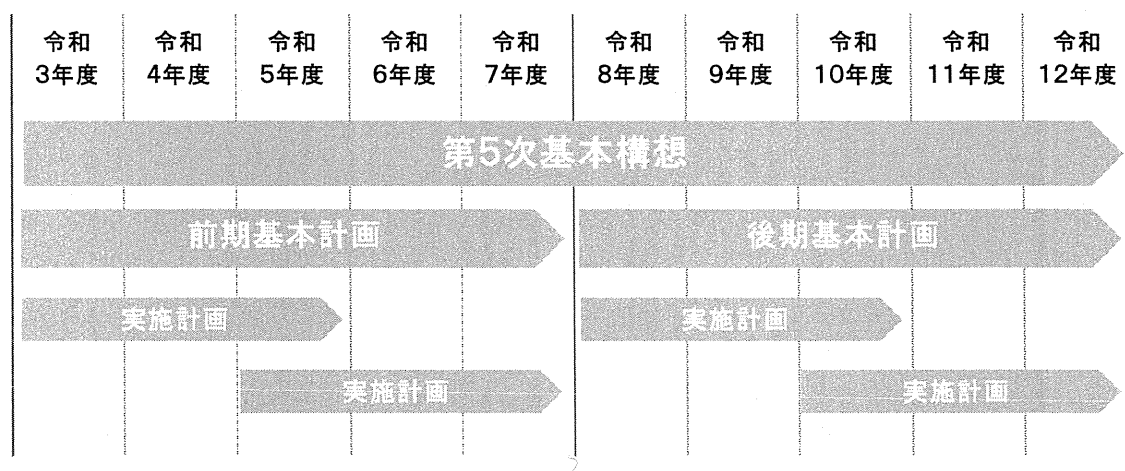 令和
3年度
令和
4年度
令和
5年度
令和
6年度
令和
7年度
令和
8年度
令和
9年度
令和
10年度
令和
11年度
令和
12年度
第5次基本構想
前期基本計画
後期基本計画
実施計画
実施計画
実施計画
実施計画